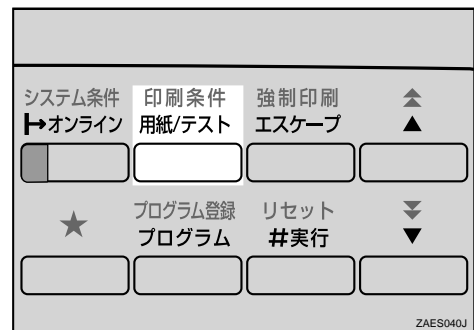 システム条件 印刷条件 強制印刷
オンライン 用紙/テスト エスケープ ▲
★ プログラム登録 リセット
プログラム #実行 ▼
ZAES040J